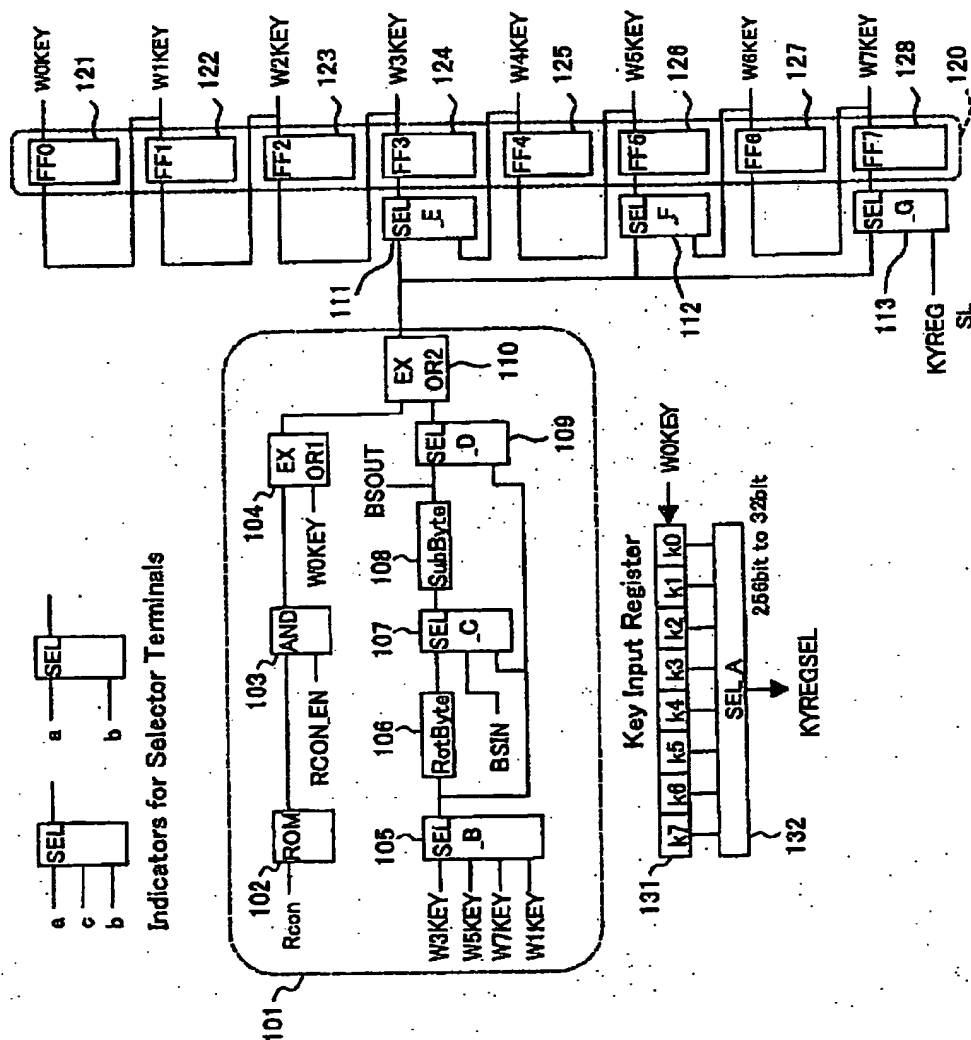 a
c
b
SEL
a
b
SEL
Indicators for Selector Terminals
101
Rcon
102
ROM
103
AND
RCON_EN
104
EX
OR1
W0KEY
W3KEY
W5KEY
W7KEY
W1KEY
105
SEL
_B
106
RotByte
107
SEL
_C
BSIN
108
SubByte
BSOUT
SEL
_D
109
EX
OR2
110
111
SEL
_E
SEL
_F
112
SEL
_G
113
KYREG
SL
FF0
W0KEY
121
FF1
W1KEY
122
FF2
W2KEY
123
FF3
W3KEY
124
FF4
W4KEY
125
FF5
W5KEY
126
FF6
W6KEY
127
FF7
W7KEY
128
120
Key Input Register
131
k7 k6 k5 k4 k3 k2 k1 k0
W0KEY
SEL_A
132
256bit to 32bit
KYREGSEL